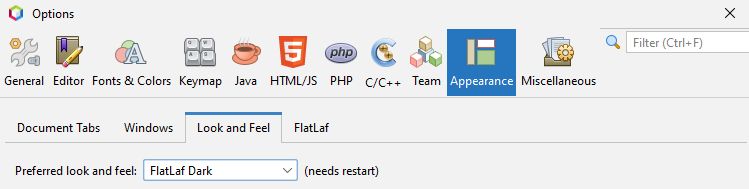 Options
Filter (Ctrl+F)
General Editor Fonts & Colors Keymap Java HTML/JS PHP C/C++ Team Appearance Miscellaneous
Document Tabs Windows Look and Feel FlatLaf
Preferred look and feel: FlatLaf Dark (needs restart)